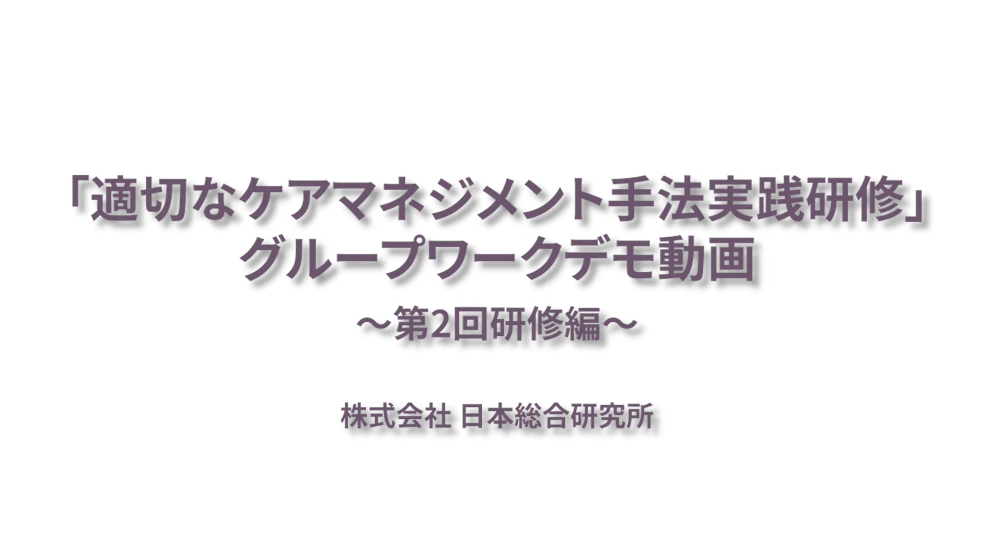 「適切なケアマネジメント手法実践研修」
グループワークデモ動画
～第2回研修編～
株式会社 日本総合研究所